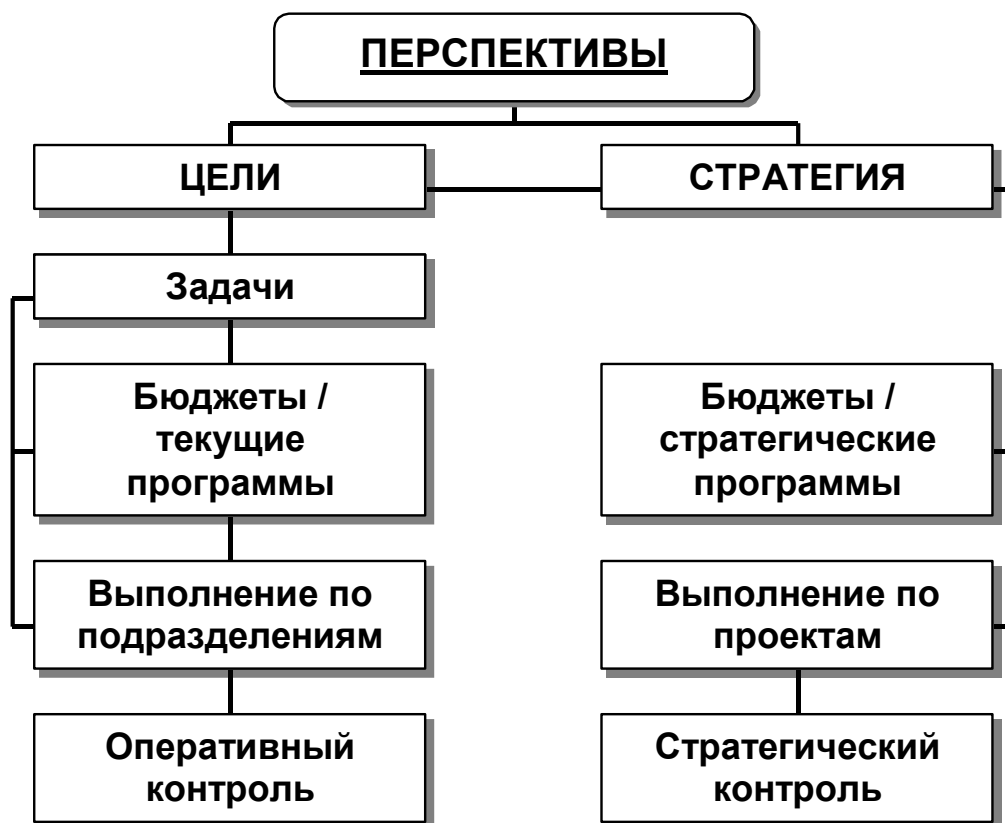 ПЕРСПЕКТИВЫ
ЦЕЛИ
СТРАТЕГИЯ
Задачи
Бюджеты /
текущие
программы
Бюджеты /
стратегические
программы
Выполнение по
подразделениям
Выполнение по
проектам
Оперативный
контроль
Стратегический
контроль